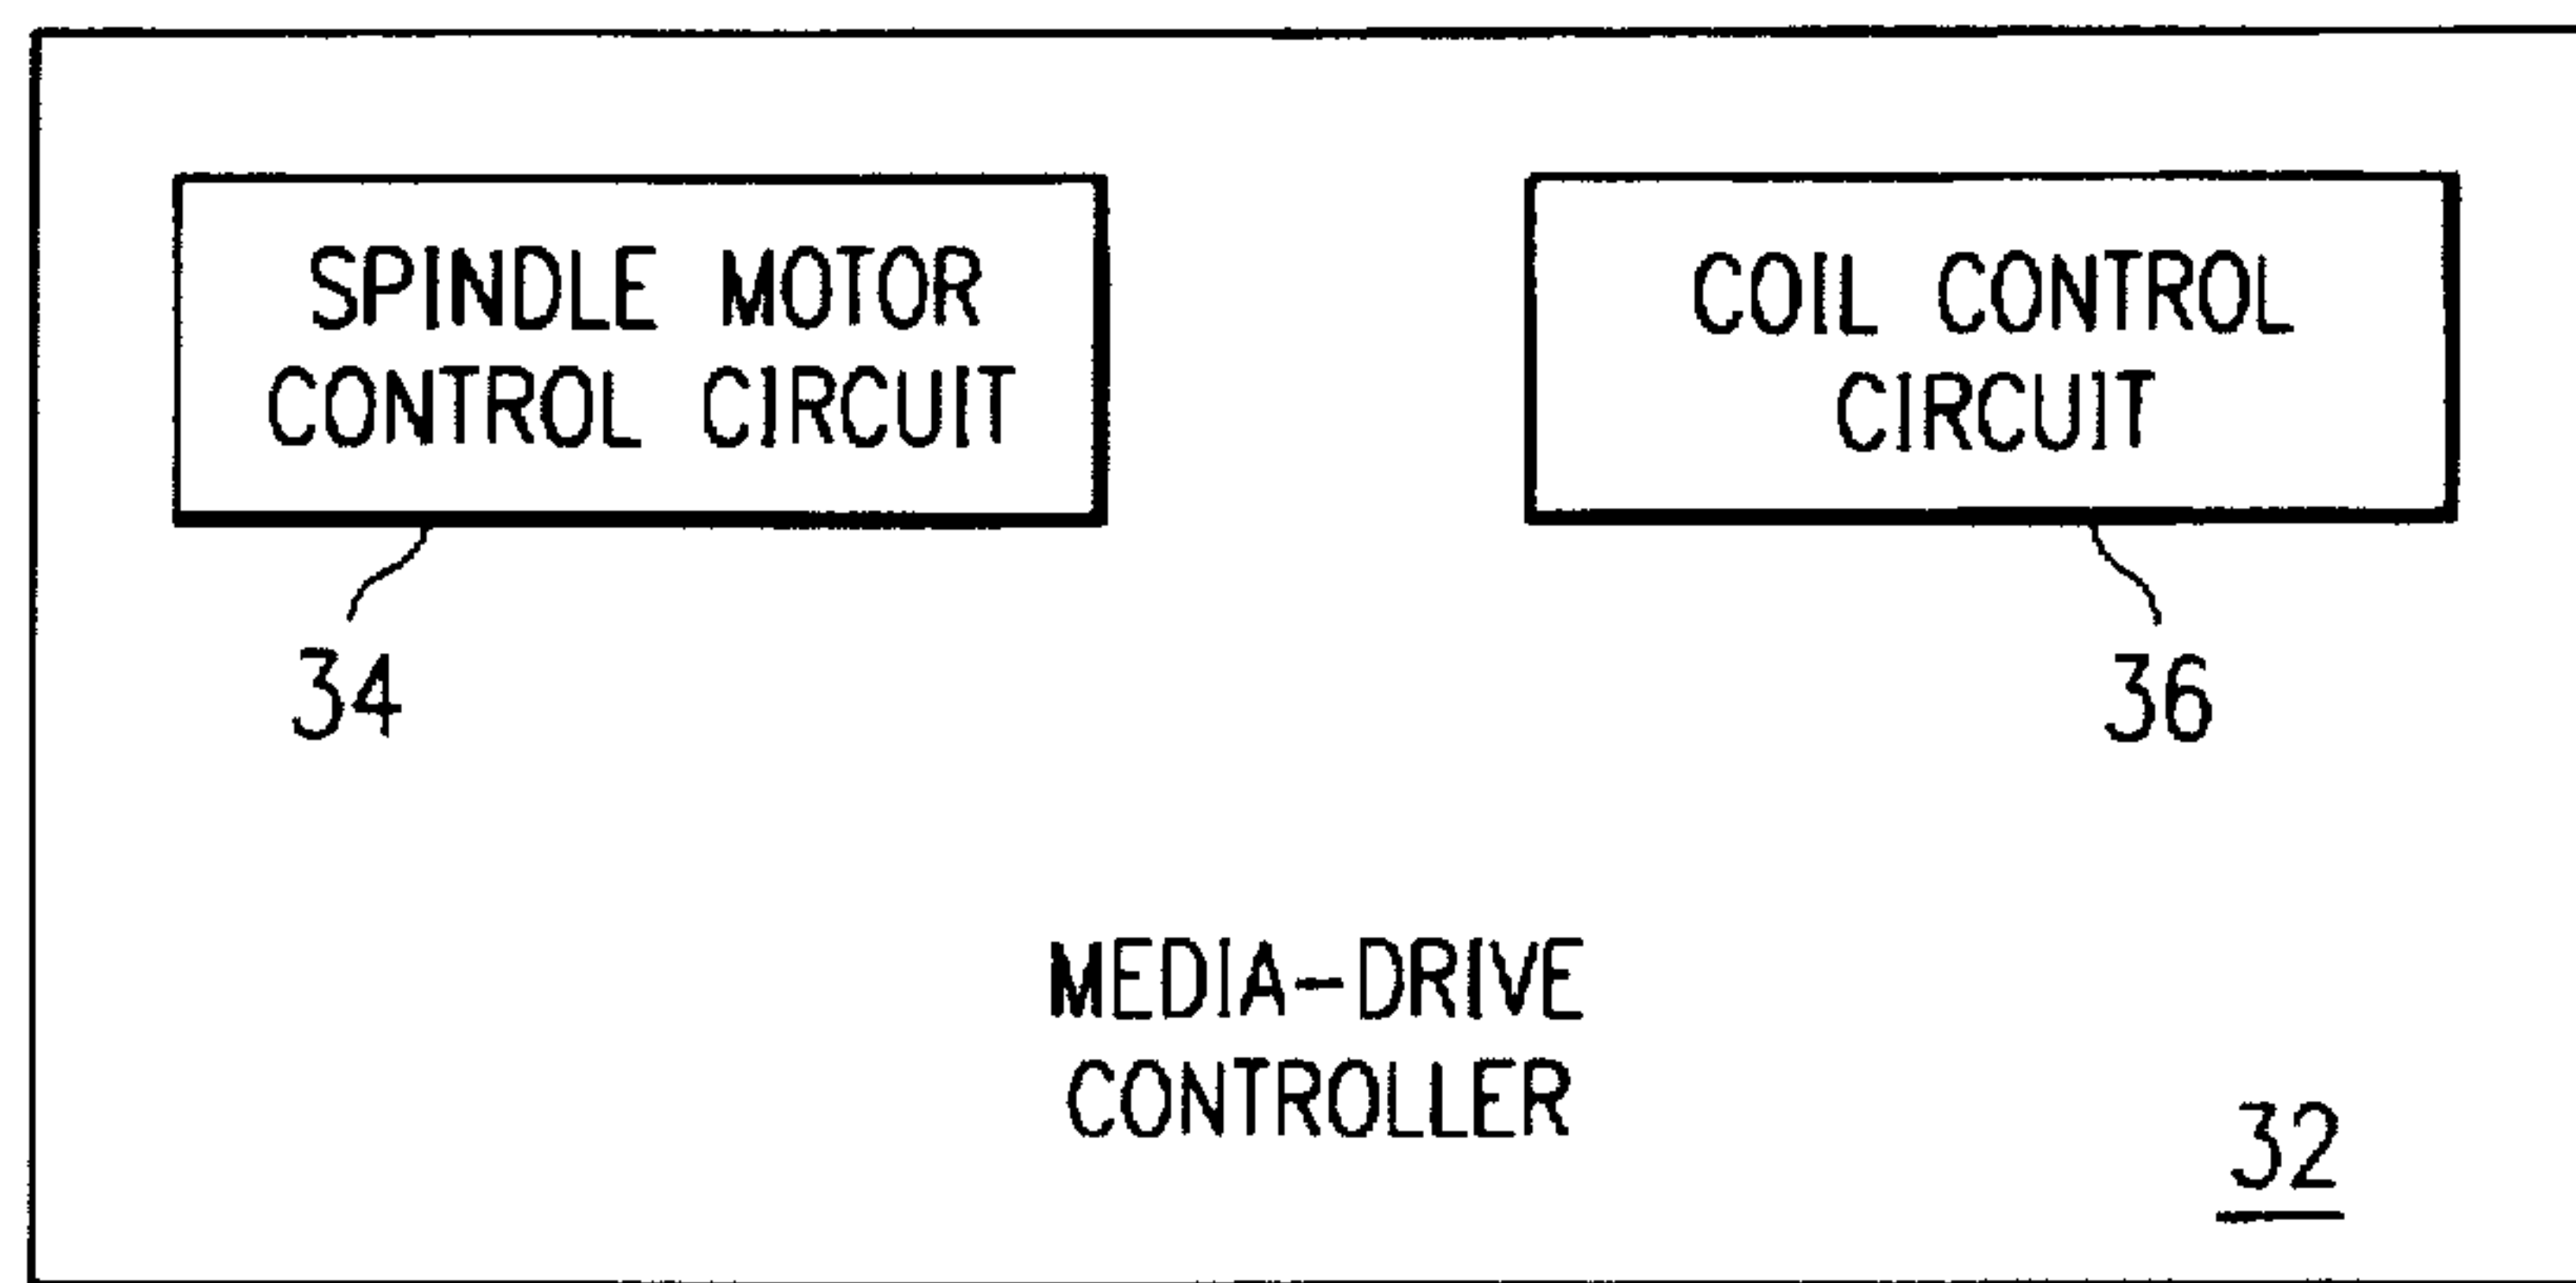 SPINDLE MOTOR
CONTROL CIRCUIT
COIL CONTROL
CIRCUIT
34
36
MEDIA-DRIVE
CONTROLLER
32